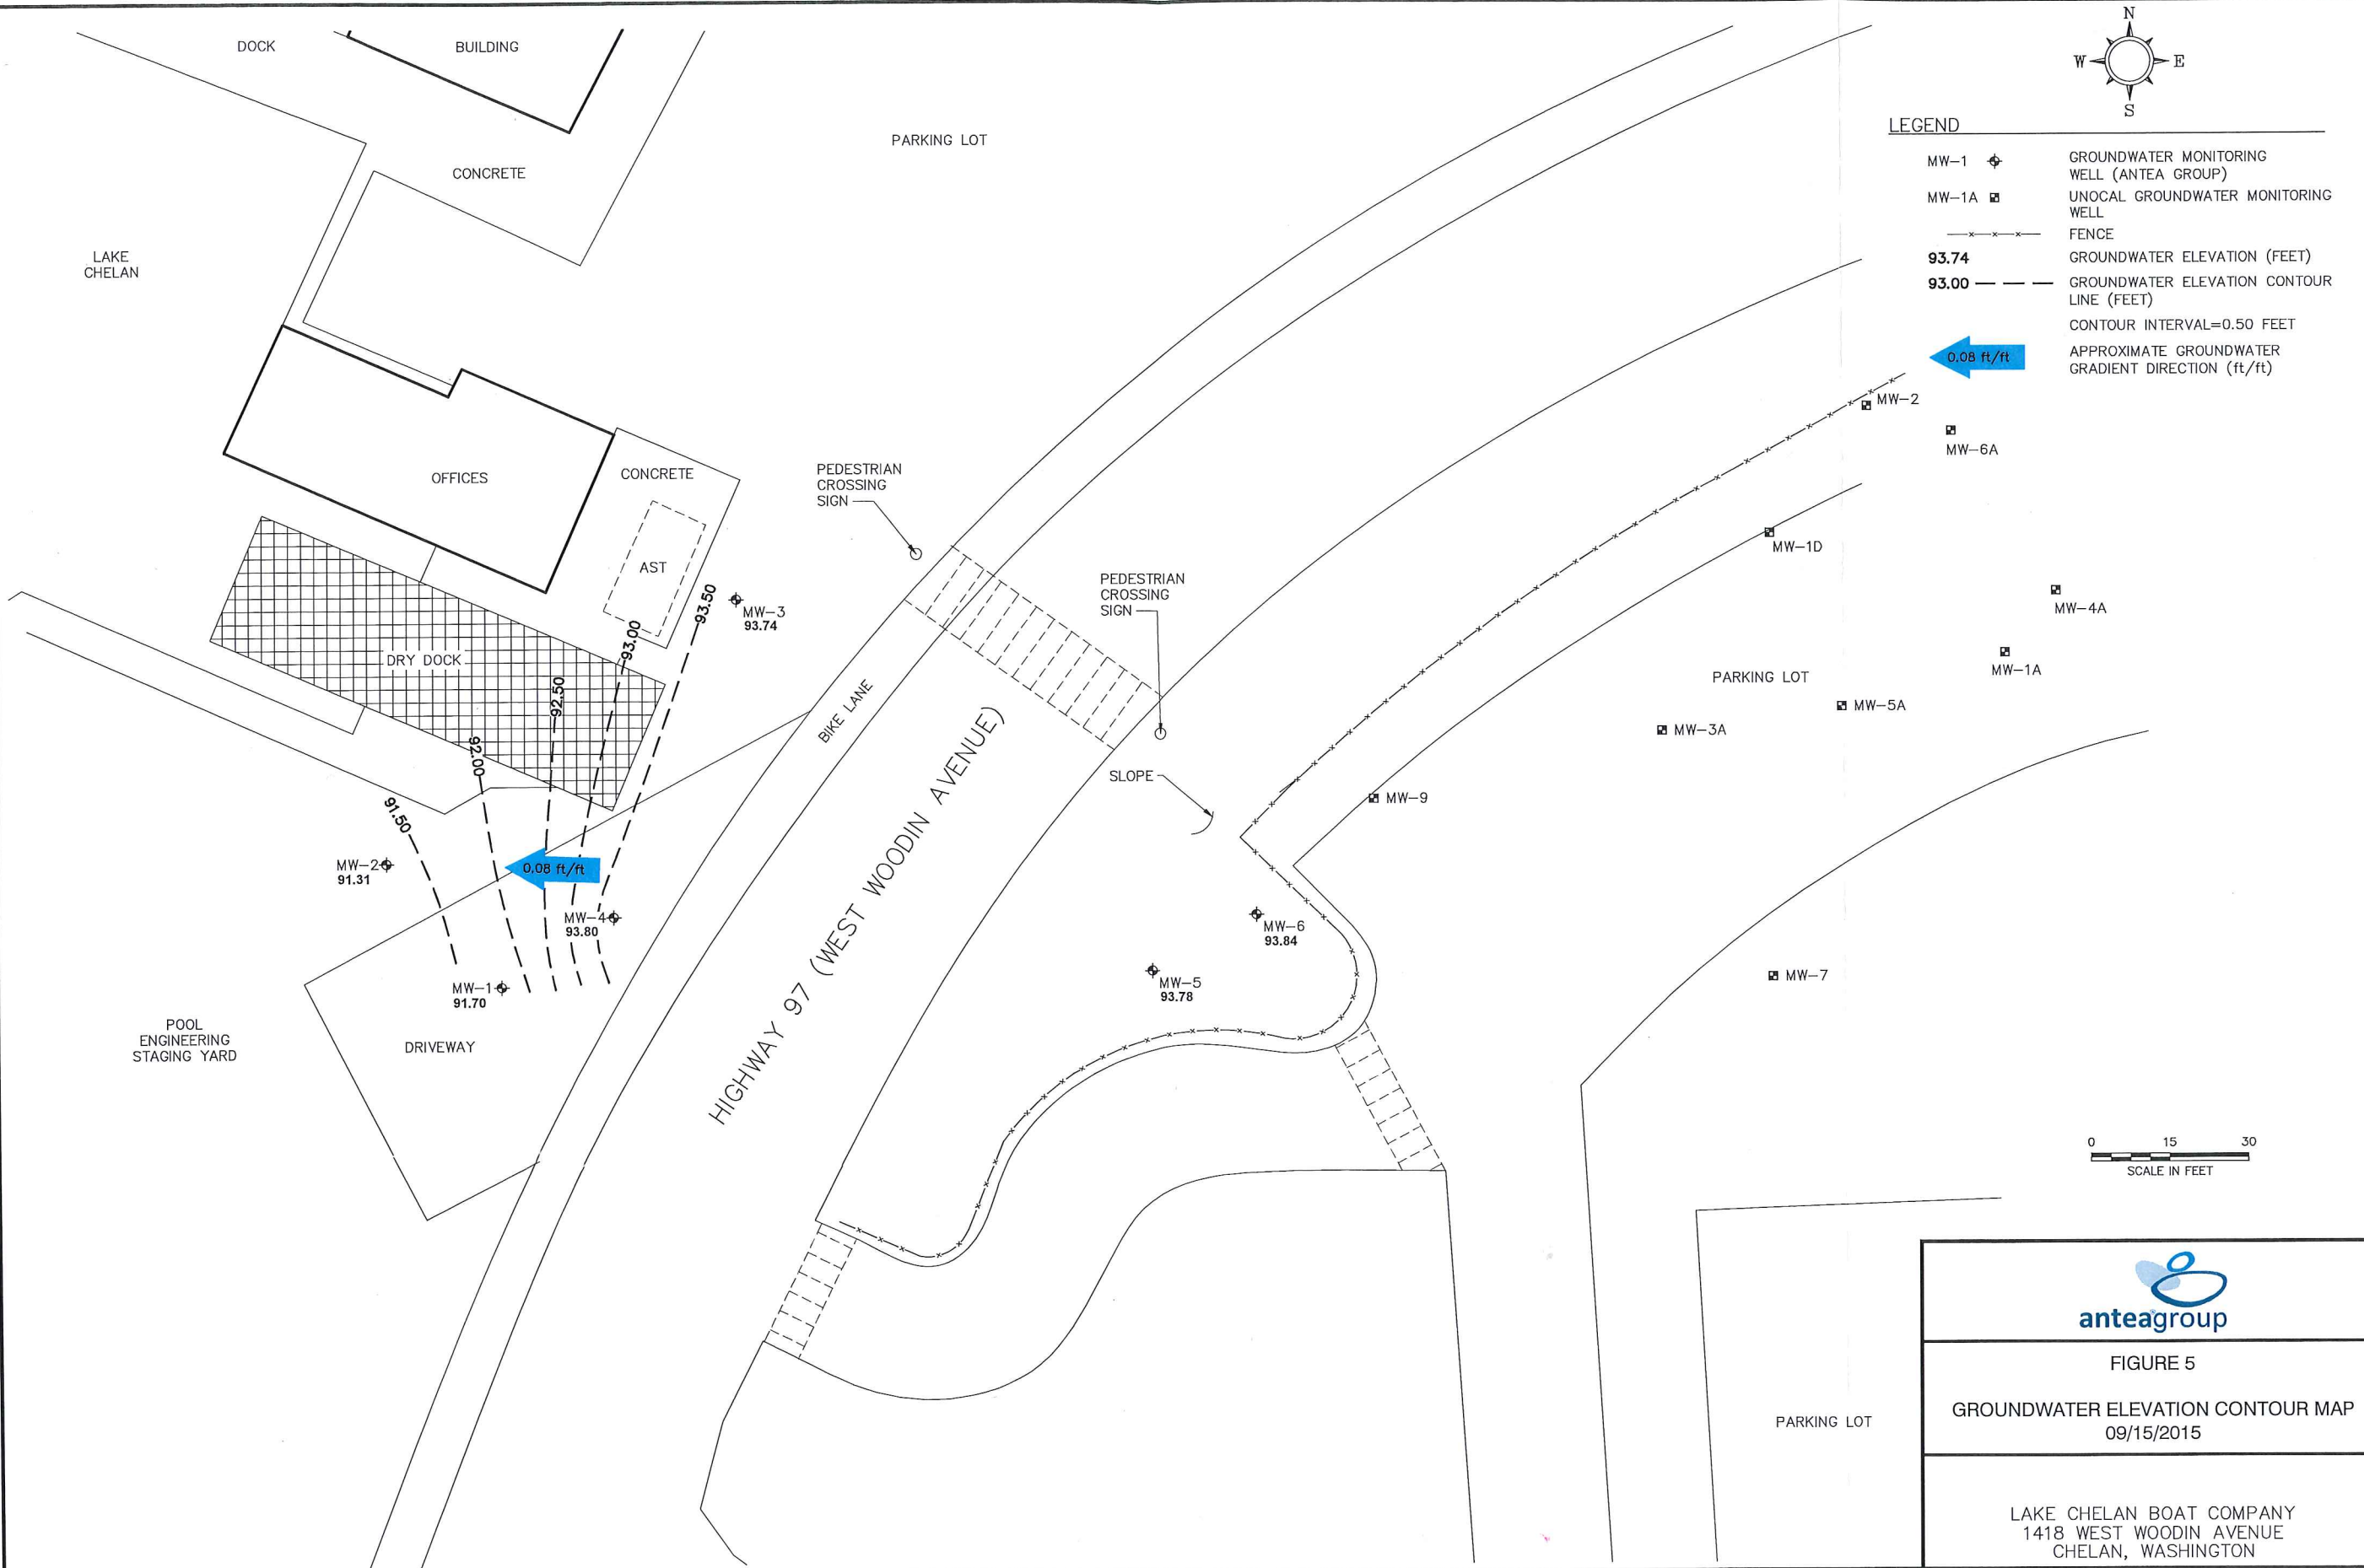 DOCK
BUILDING
CONCRETE
PARKING LOT
LAKE
CHELAN
OFFICES
CONCRETE
AST
DRY DOCK
PEDESTRIAN
CROSSING
SIGN
PEDESTRIAN
CROSSING
SIGN
BIKE LANE
HIGHWAY 97 (WEST WOODIN AVENUE)
SLOPE
91.50
92.00
92.50
93.00
93.50
MW-3
93.74
MW-2
91.31
0.08 ft/ft
MW-4
93.80
MW-1
91.70
DRIVEWAY
POOL
ENGINEERING
STAGING YARD
MW-6
93.84
MW-5
93.78
MW-9
MW-3A
MW-5A
PARKING LOT
MW-1A
MW-4A
MW-1D
MW-6A
MW-2
MW-7
PARKING LOT
N
W
E
S
LEGEND
MW-1
GROUNDWATER MONITORING
WELL (ANTEA GROUP)
MW-1A
UNOCAL GROUNDWATER MONITORING
WELL
FENCE
93.74
GROUNDWATER ELEVATION (FEET)
93.00
GROUNDWATER ELEVATION CONTOUR
LINE (FEET)
CONTOUR INTERVAL=0.50 FEET
0.08 ft/ft
APPROXIMATE GROUNDWATER
GRADIENT DIRECTION (ft/ft)
0 15 30
SCALE IN FEET
anteagroup
FIGURE 5
GROUNDWATER ELEVATION CONTOUR MAP
09/15/2015
LAKE CHELAN BOAT COMPANY
1418 WEST WOODIN AVENUE
CHELAN, WASHINGTON